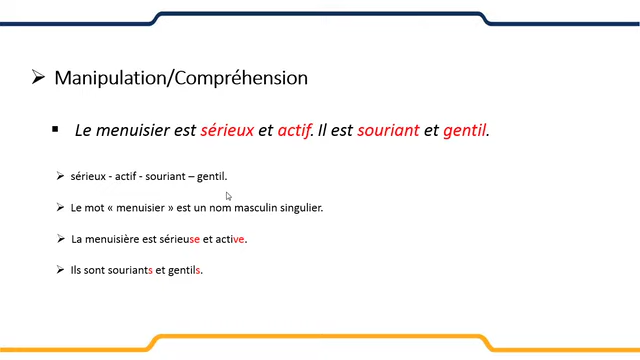 Manipulation/Compréhension
Le menuisier est sérieux et actif. Il est souriant et gentil.
sérieux - actif - souriant – gentil.
Le mot « menuisier » est un nom masculin singulier.
La menuisière est sérieuse et active.
Ils sont souriants et gentils.